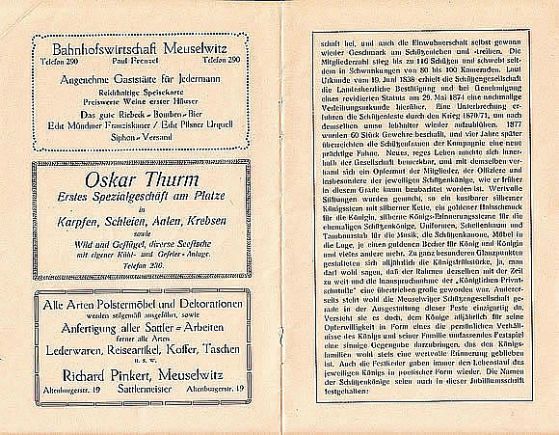 Bahnhofswirtschaft Meuselwitz
Telefon 290 Paul Frenzel Telefon 290
Angenehme Gaststätte für Jedermann
Reichhaltige Speisekarte
Preiswerte Weine erster Häuser
Das gute Riebeck-Bomben-Bier
Echt Münchner Franziskaner / Echt Pilsner Urquell
Siphon-Versand
Oskar Thurm
Erstes Spezialgeschäft am Platze
in
Karpfen, Schleien, Aalen, Krebsen
sowie
Wild und Geflügel, diverse Seefische
mit eigener Kühl- und Gefrier-Anlage.
Telefon 236.
Alle Arten Polstermöbel und Dekorationen
werden solgemäß ausgeführt, sowie
Anfertigung aller Sattler-Arbeiten
ferner alle Arten
Lederwaren, Reiseartikel, Koffer, Taschen
u. s. w.
Richard Pinkert, Meuselwitz
Altenburgerstr. 19 Sattlermeister Altenburgerstr. 19
schaft bei, und auch die Einwohnerschaft selbst gewann
wieder Geschmack am Schützenleben und -treiben. Die
Mitgliederzahl stieg bis zu 116 Schützen und schwebt seit-
dem in Schwankungen von 80 bis 100 Kameraden. Laut
Urkunde vom 19. Juni 1838 erhielt die Schützengesellschaft
die Landesherrliche Bestätigung und bei Genehmigung
eines revidierten Statuts am 29. Mai 1874 eine nochmalige
Verleihungsurkunde hierüber. Eine Unterbrechung er-
fuhren die Schützenfeste durch den Krieg 1870/71, um nach
demselben umso lebhafter wieder aufzublühen. 1877
wurden 60 Stück Gewehre beschafft, und vier Jahre später
überreichten die Schützenfrauen der Kompagnie eine neue
prächtige Fahne. Neues, reges Leben machte sich inner-
halb der Gesellschaft bemerkbar, und mit demselben ver-
band sich ein Opfermut der Mitglieder, der Offiziere und
insbesondere der jeweiligen Schützenkönige, wie er früher
in diesem Grade kaum beobachtet worden ist. Wertvolle
Stiftungen wurden gemacht, so ein kostbarer silberner
Königsstern mit silberner Kette, ein goldener Halsschmuck
für die Königin, silberne Königs-Erinnerungssterne für die
ehemaligen Schützenkönige, Uniformen, Schellenbaum und
Tambourstab für die Musik, die Schützenkanone, Möbel in
die Loge, je einen goldenen Becher für König und Königin
und vieles andere mehr. Zu ganz besonderen Glanzpunkten
gestalteten sich alljährlich die Königsfrühstücke, ja, man
darf wohl sagen, daß der Rahmen derselben mit der Zeit
zu weit und die Inanspruchnahme der „Königlichen Privat-
schatulle“ eine übertrieben große geworden war. Anderer-
seits steht wohl die Meuselwitzer Schützengesellschaft ge-
rade in der Ausgestaltung dieser Feste einzigartig da.
Versteht sie es doch, dem Könige alljährlich für seine
Opferwilligkeit in Form eines die persönlichen Verhält-
nisse des Königs und seiner Familie umfassenden Festspiel
eine sinnige Gegengabe darzubringen, das den Königs-
familien wohl stets eine wertvolle Erinnerung geblieben
ist. Auch die Festlieder gaben immer den Lebenslauf des
jeweiligen Königs in poetischer Form wieder. Die Namen
der Schützenkönige seien auch in dieser Jubiläumsschrift
festgehalten: